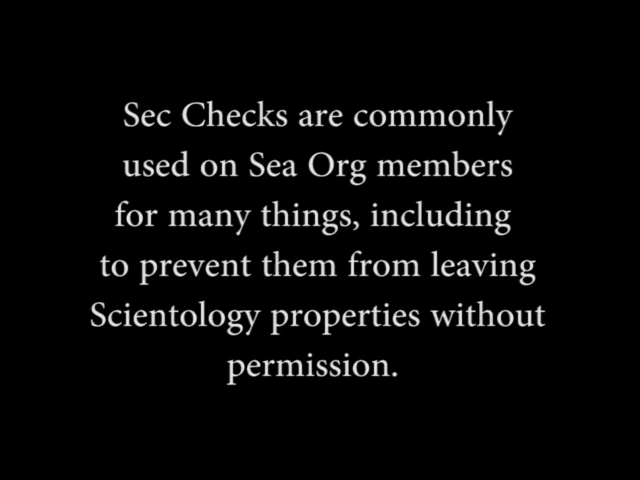 Sec Checks are commonly
used on Sea Org members
for many things, including
to prevent them from leaving
Scientology properties without
permission.